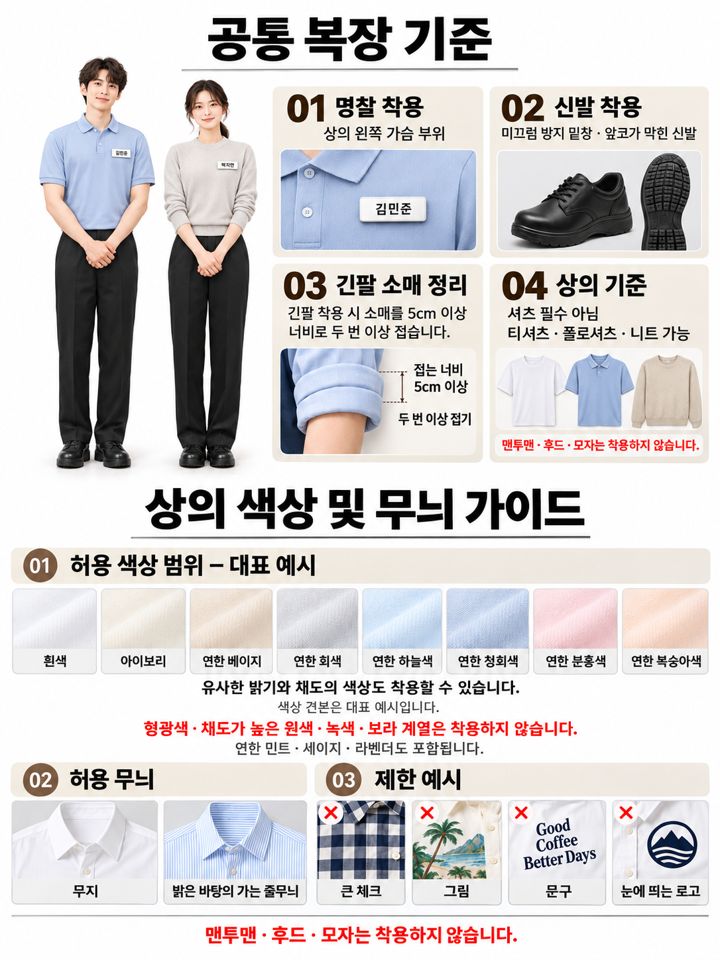 공통 복장 기준
김민준
박지현
01 명찰 착용
상의 왼쪽 가슴 부위
김민준
02 신발 착용
미끄럼 방지 밑창 · 앞코가 막힌 신발
03 긴팔 소매 정리
긴팔 착용 시 소매를 5cm 이상
너비로 두 번 이상 접습니다.
접는 너비
5cm 이상
두 번 이상 접기
04 상의 기준
셔츠 필수 아님
티셔츠 · 폴로셔츠 · 니트 가능
맨투맨 · 후드 · 모자는 착용하지 않습니다.
상의 색상 및 무늬 가이드
01 허용 색상 범위 – 대표 예시
흰색
아이보리
연한 베이지
연한 회색
연한 하늘색
연한 청회색
연한 분홍색
연한 복숭아색
유사한 밝기와 채도의 색상도 착용할 수 있습니다.
색상 견본은 대표 예시입니다.
형광색 · 채도가 높은 원색 · 녹색 · 보라 계열은 착용하지 않습니다.
연한 민트 · 세이지 · 라벤더도 포함됩니다.
02 허용 무늬
무지
밝은 바탕의 가는 줄무늬
03 제한 예시
큰 체크
그림
Good
Coffee
Better Days
문구
눈에 띄는 로고
맨투맨 · 후드 · 모자는 착용하지 않습니다.